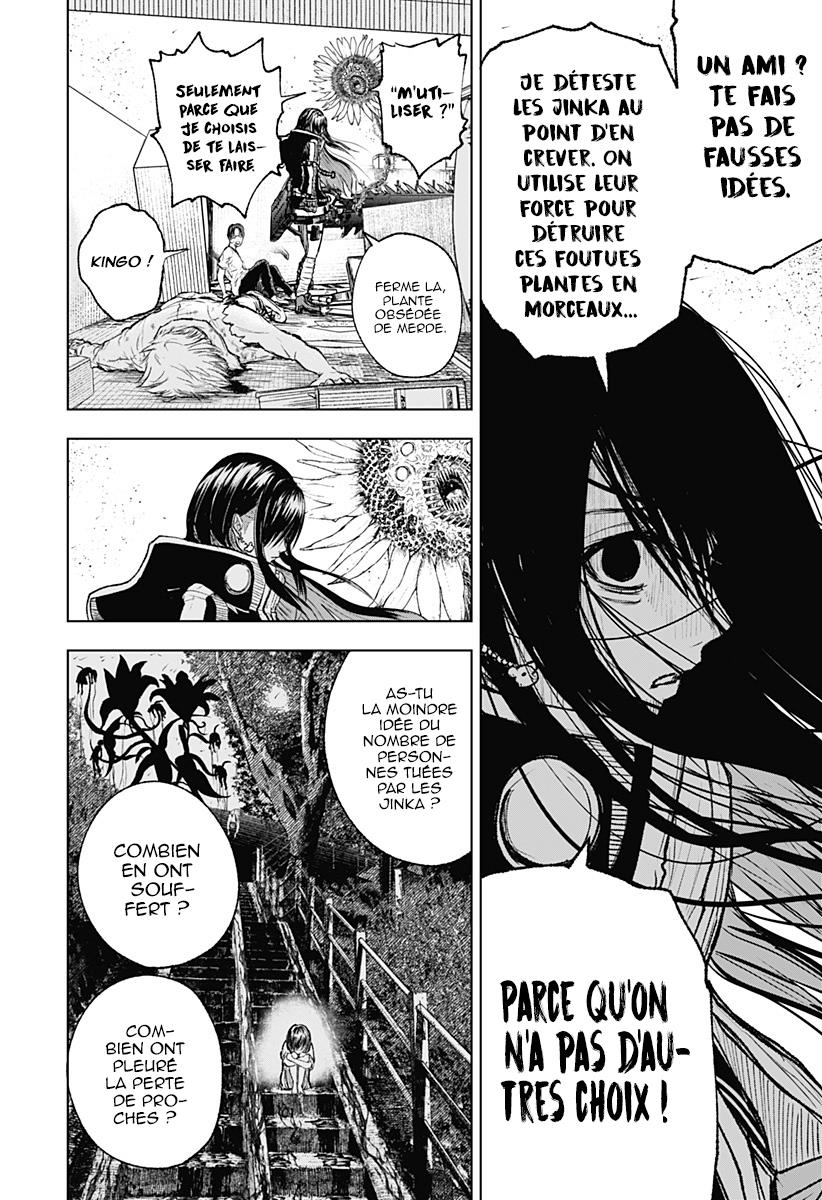 UN AMI ?
TE FAIS
PAS DE
FAUSSES
IDÉES.
JE DÉTESTE
LES JINKA AU
POINT D'EN
CREVER. ON
UTILISE LEUR
FORCE POUR
DÉTRUIRE
CES FOUTUES
PLANTES EN
MORCEAUX...
PARCE QU'ON
N'A PAS D'AU-
TRES CHOIX !
"M'UTI-
LISER ?"
SEULEMENT
PARCE QUE
JE CHOISIS
DE TE LAIS-
SER FAIRE
FERME LA,
PLANTE
OBSÉDÉE
DE MERDE.
KINGO !
AS-TU
LA MOINDRE
IDÉE DU
NOMBRE DE
PERSON-
NES TUÉES
PAR LES
JINKA ?
COMBIEN
EN ONT
SOUF-
FERT ?
COM-
BIEN ONT
PLEURÉ
LA PERTE
DE PRO-
CHES ?